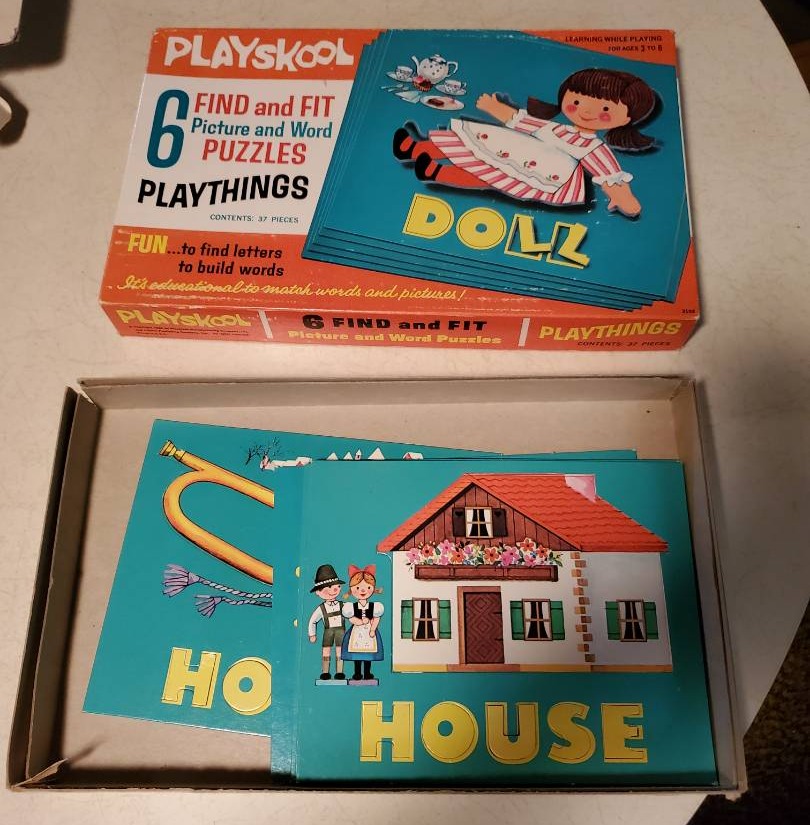 PLAYSKOOL
LEARNING WHILE PLAYING
FOR AGES 3 TO 8
6 FIND and FIT
Picture and Word
PUZZLES
PLAYTHINGS
CONTENTS: 37 PIECES
DOLL
FUN...to find letters
to build words
It's educational to match words and pictures!
PLAYSKOOL
6 FIND and FIT
Picture and Word Puzzles
PLAYTHINGS
CONTENTS: 37 PIECES
HO
HOUSE